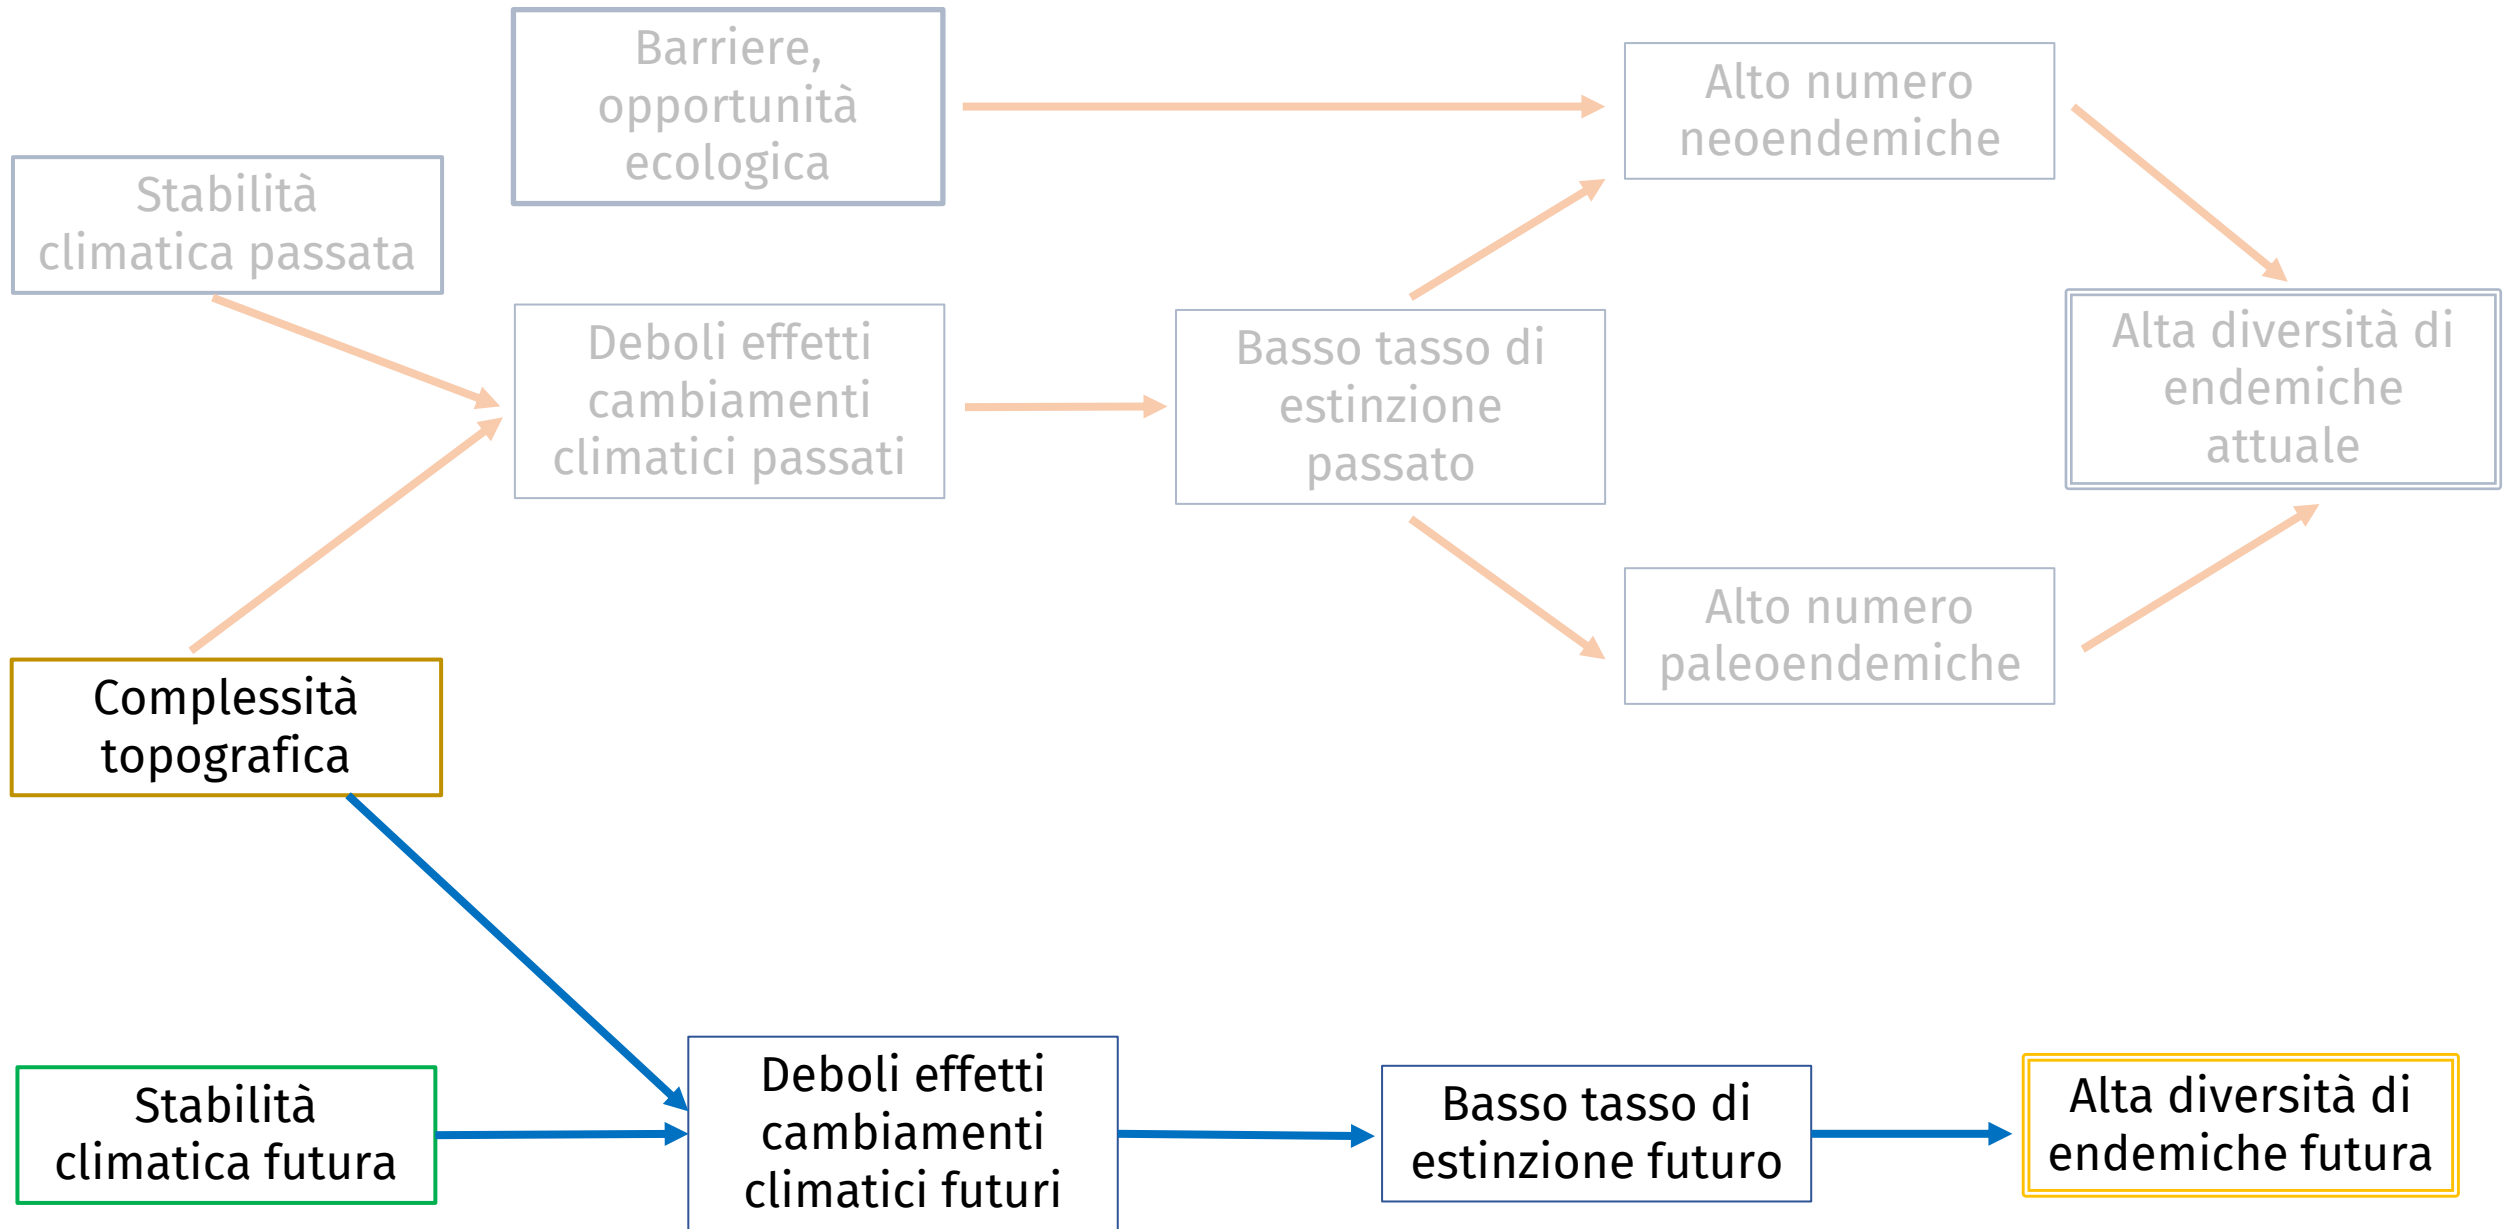 Barriere,
opportunità
ecologica
Alto numero
neoendemiche
Stabilità
climatica passata
Deboli effetti
cambiamenti
climatici passati
Basso tasso di
estinzione
passato
Alta diversità di
endemiche
attuale
Alto numero
paleoendemiche
Complessità
topografica
Stabilità
climatica futura
Deboli effetti
cambiamenti
climatici futuri
Basso tasso di
estinzione futuro
Alta diversità di
endemiche futura